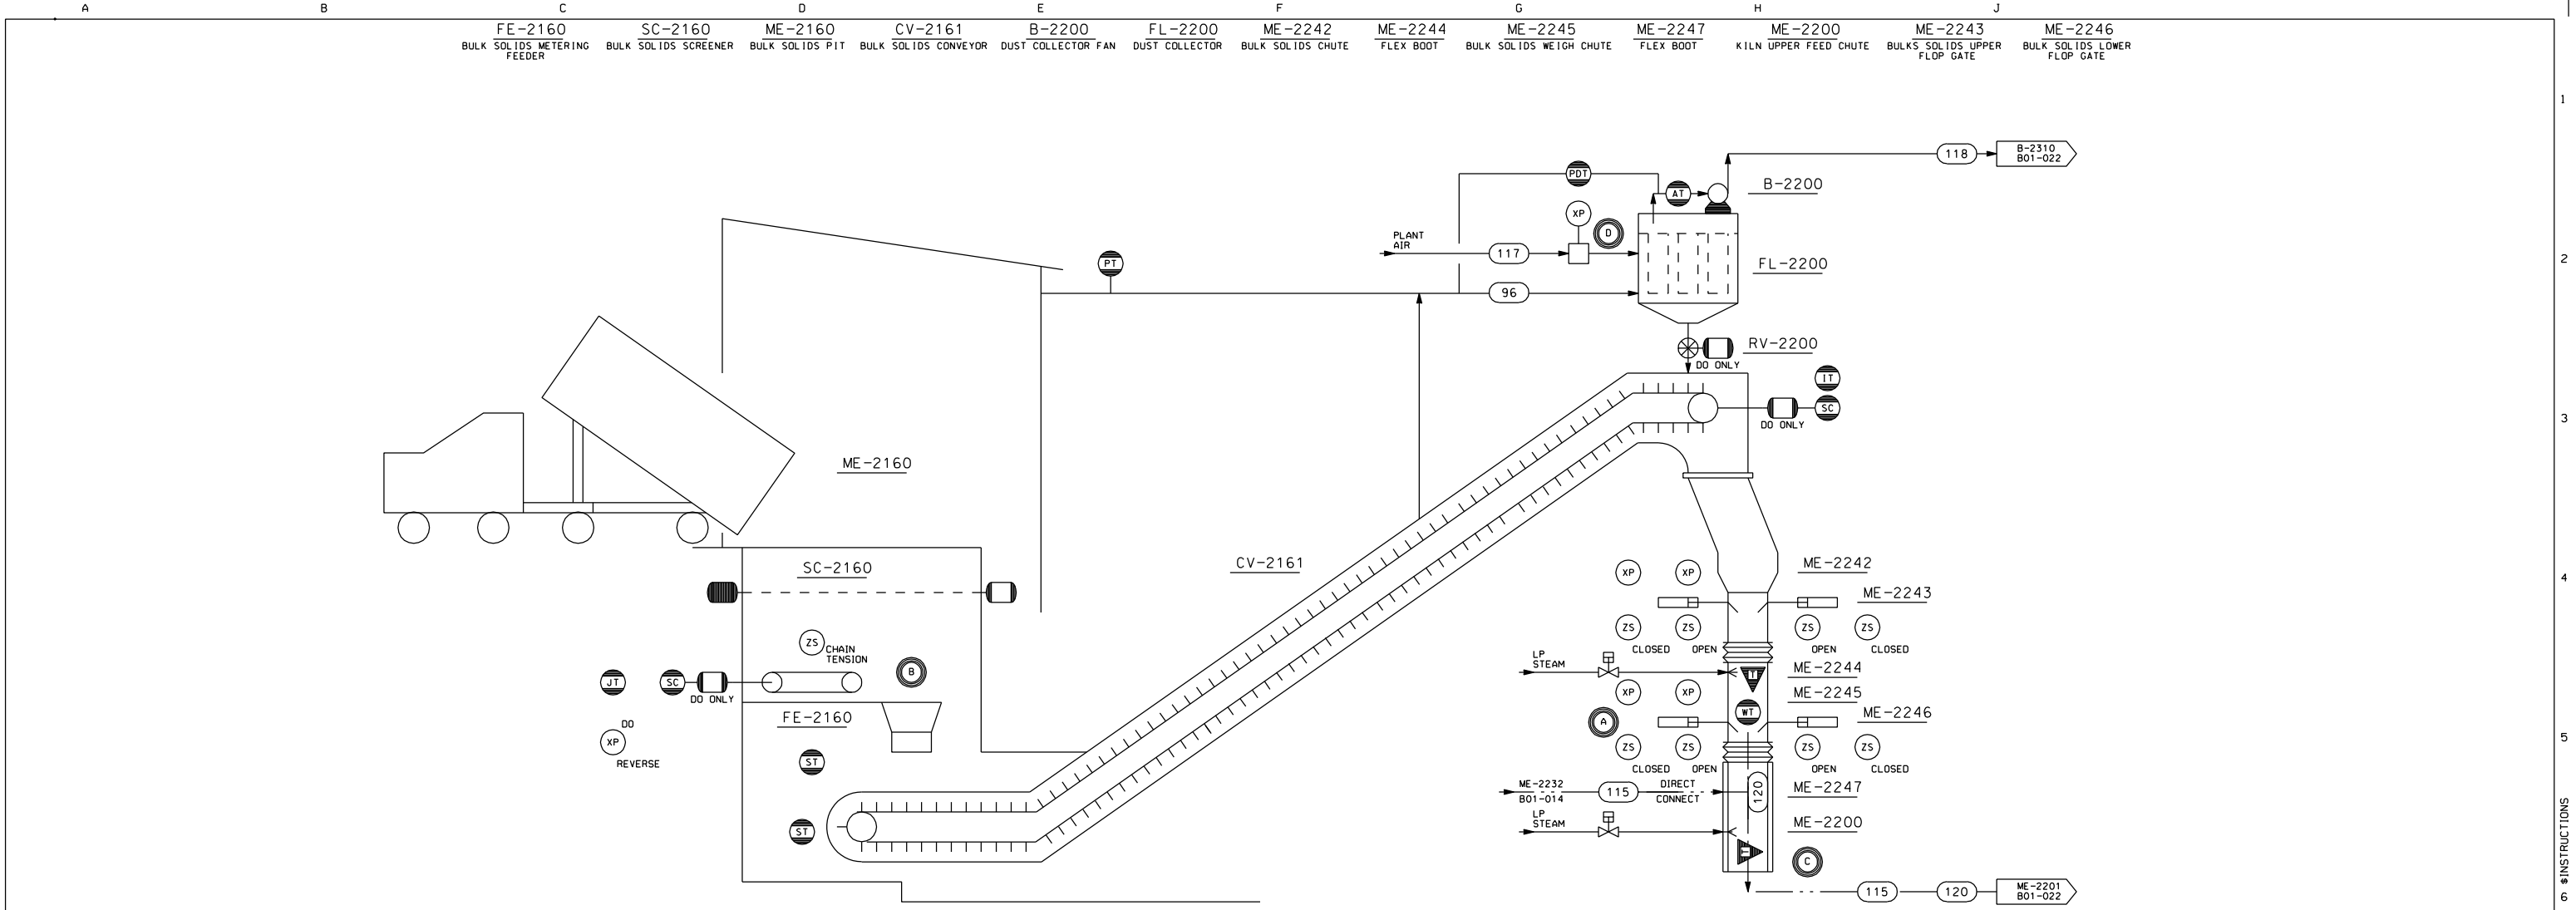 A B C D E F G H J
FE-2160 SC-2160 ME-2160 CV-2161 B-2200 FL-2200 ME-2242 ME-2244 ME-2245 ME-2247 ME-2200 ME-2243 ME-2246
BULK SOLIDS METERING BULK SOLIDS SCREENER BULK SOLIDS PIT BULK SOLIDS CONVEYOR DUST COLLECTOR FAN DUST COLLECTOR BULK SOLIDS CHUTE FLEX BOOT BULK SOLIDS WEIGH CHUTE FLEX BOOT KILN UPPER FEED CHUTE BULKS SOLIDS UPPER BULK SOLIDS LOWER
FEEDER FLOP GATE FLOP GATE
1
118
B-2310
B01-022
PDT
AT
B-2200
XP
D
PLANT
AIR
117
PT
2
FL-2200
96
RV-2200
DO ONLY
IT
SC
DO ONLY
3
ME-2160
SC-2160
CV-2161
XP XP
ME-2242
4
ME-2243
ZS ZS ZS ZS
CLOSED OPEN OPEN CLOSED
ZS
CHAIN
TENSION
B
JT
SC
DO ONLY
LP
STEAM
T
ME-2244
XP XP
ME-2245
FE-2160
A
WT
ME-2246
DO
XP
REVERSE
5
ZS ZS ZS ZS
CLOSED OPEN OPEN CLOSED
ST
ME-2232
B01-014
115
DIRECT
CONNECT
120
ME-2247
LP
STEAM
ME-2200
ST
T
C
115
120
ME-2201
B01-022
6
$INSTRUCTIONS